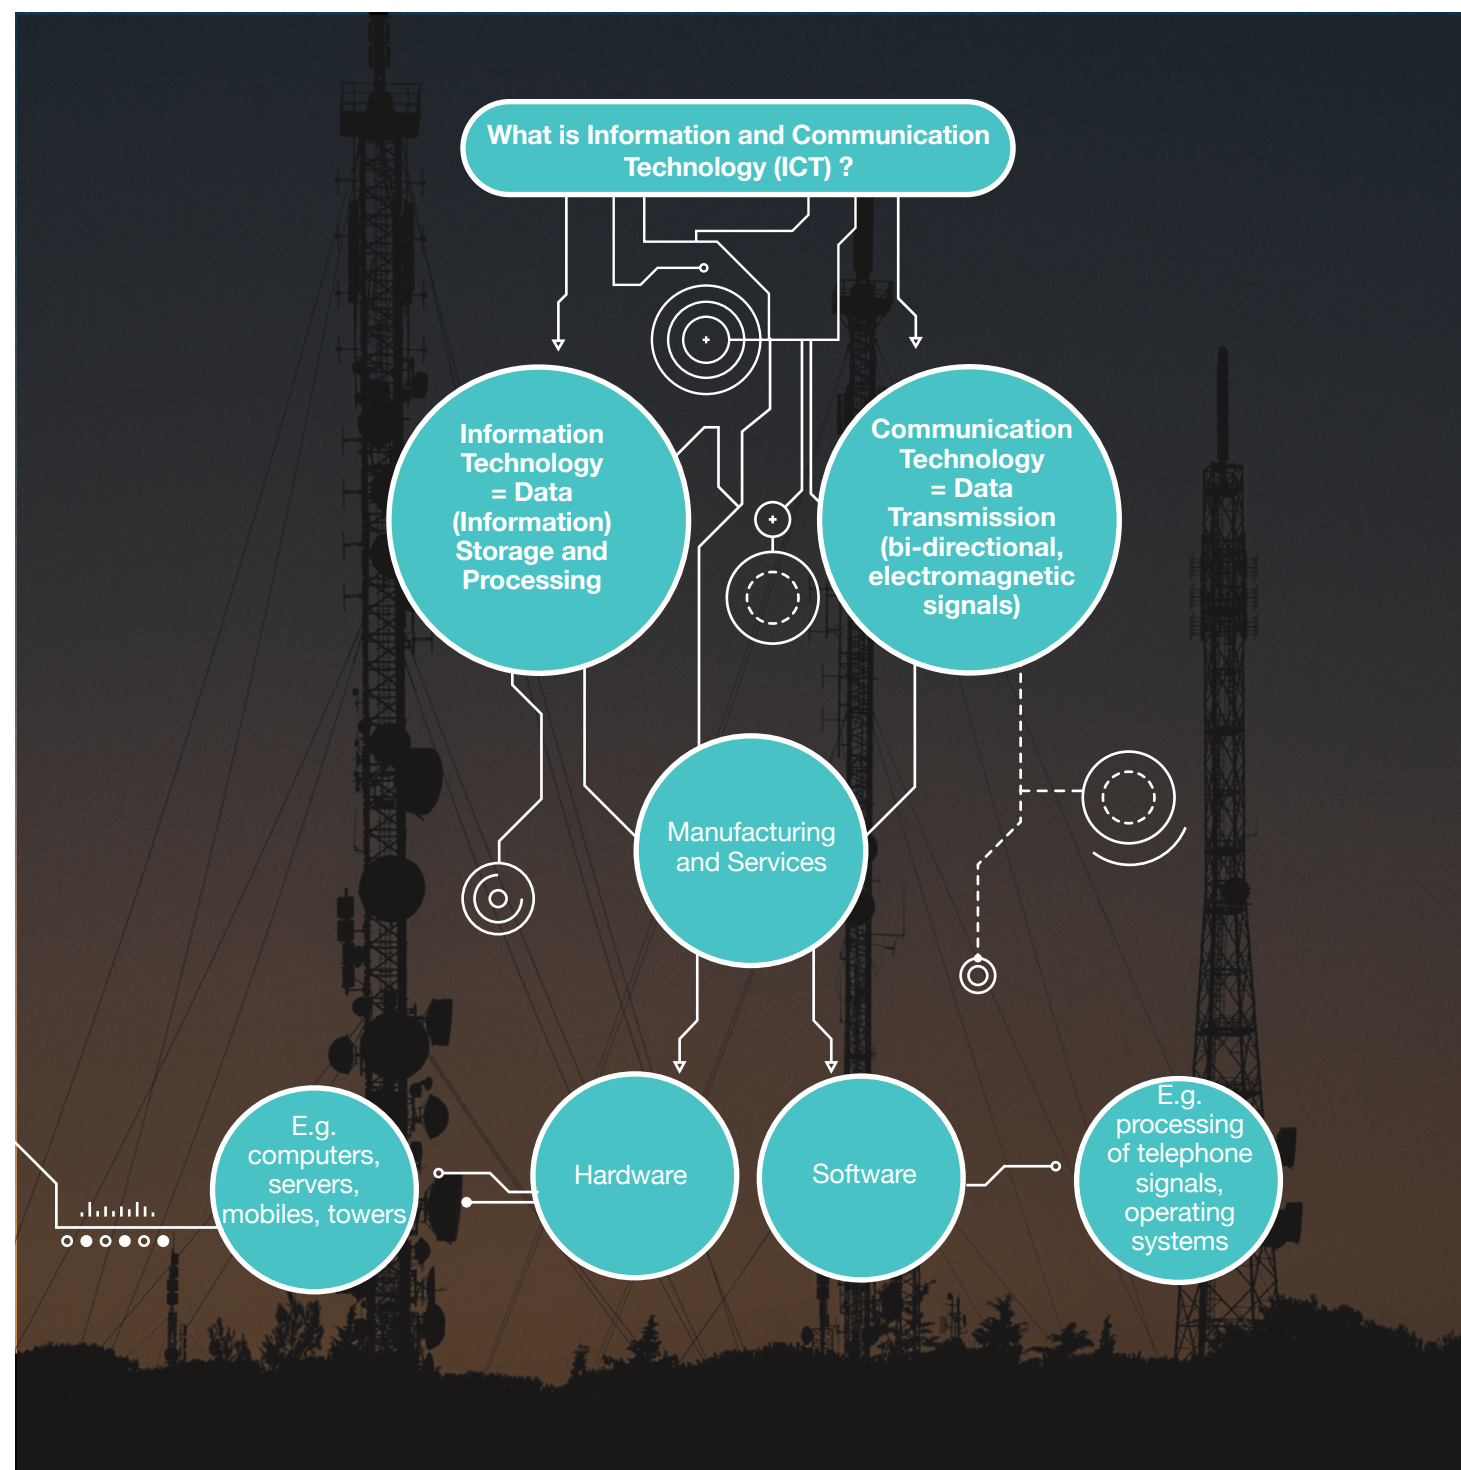 What is Information and Communication
Technology (ICT) ?
Information
Technology
= Data
(Information)
Storage and
Processing
Communication
Technology
= Data
Transmission
(bi-directional,
electromagnetic
signals)
Manufacturing
and Services
E.g.
computers,
servers,
mobiles, towers
Hardware
Software
E.g.
processing
of telephone
signals,
operating
systems